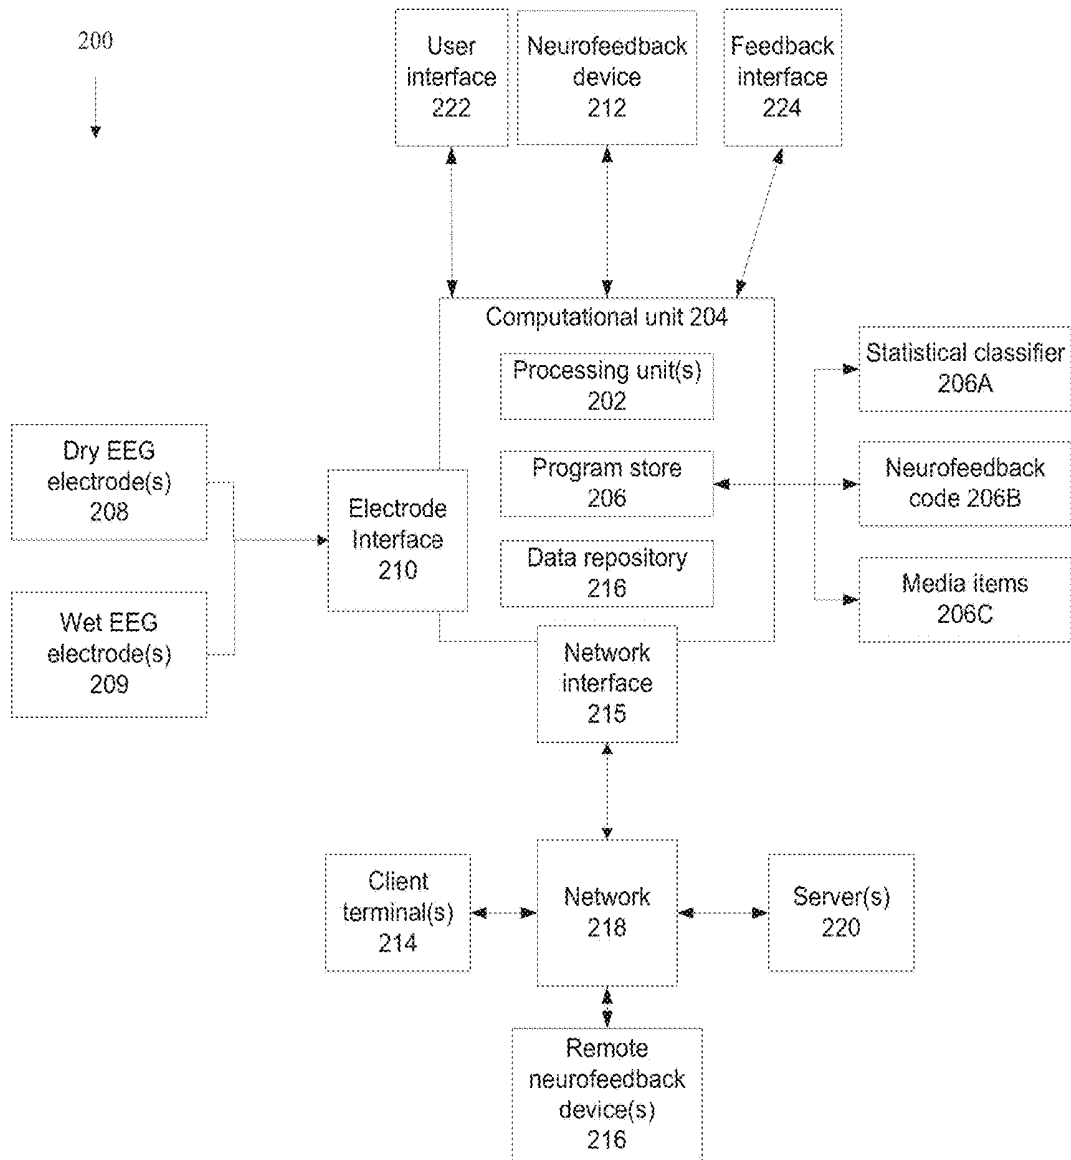 200
User
interface
222
Neurofeedback
device
212
Feedback
interface
224
Computational unit 204
Processing unit(s)
202
Program store
206
Data repository
216
Statistical classifier
206A
Neurofeedback
code 206B
Media items
206C
Dry EEG
electrode(s)
208
Wet EEG
electrode(s)
209
Electrode
Interface
210
Network
interface
215
Client
terminal(s)
214
Network
218
Server(s)
220
Remote
neurofeedback
device(s)
216